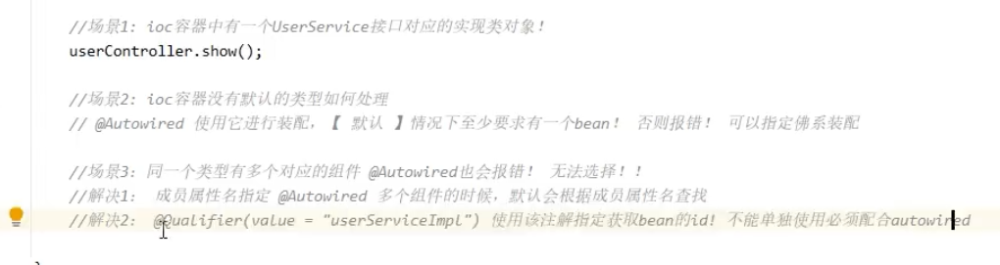 //场景1: ioc容器中有一个UserService接口对应的实现类对象!
userController.show();
//场景2: ioc容器没有默认的类型如何处理
// @Autowired 使用它进行装配,【 默认 】情况下至少要求有一个bean! 否则报错! 可以指定佛系装配
//场景3: 同一个类型有多个对应的组件 @Autowired也会报错! 无法选择!!
//解决1: 成员属性名指定 @Autowired 多个组件的时候, 默认会根据成员属性名查找
//解决2: @Qualifier(value = "userServiceImpl") 使用该注解指定获取bean的id! 不能单独使用必须配合autowired